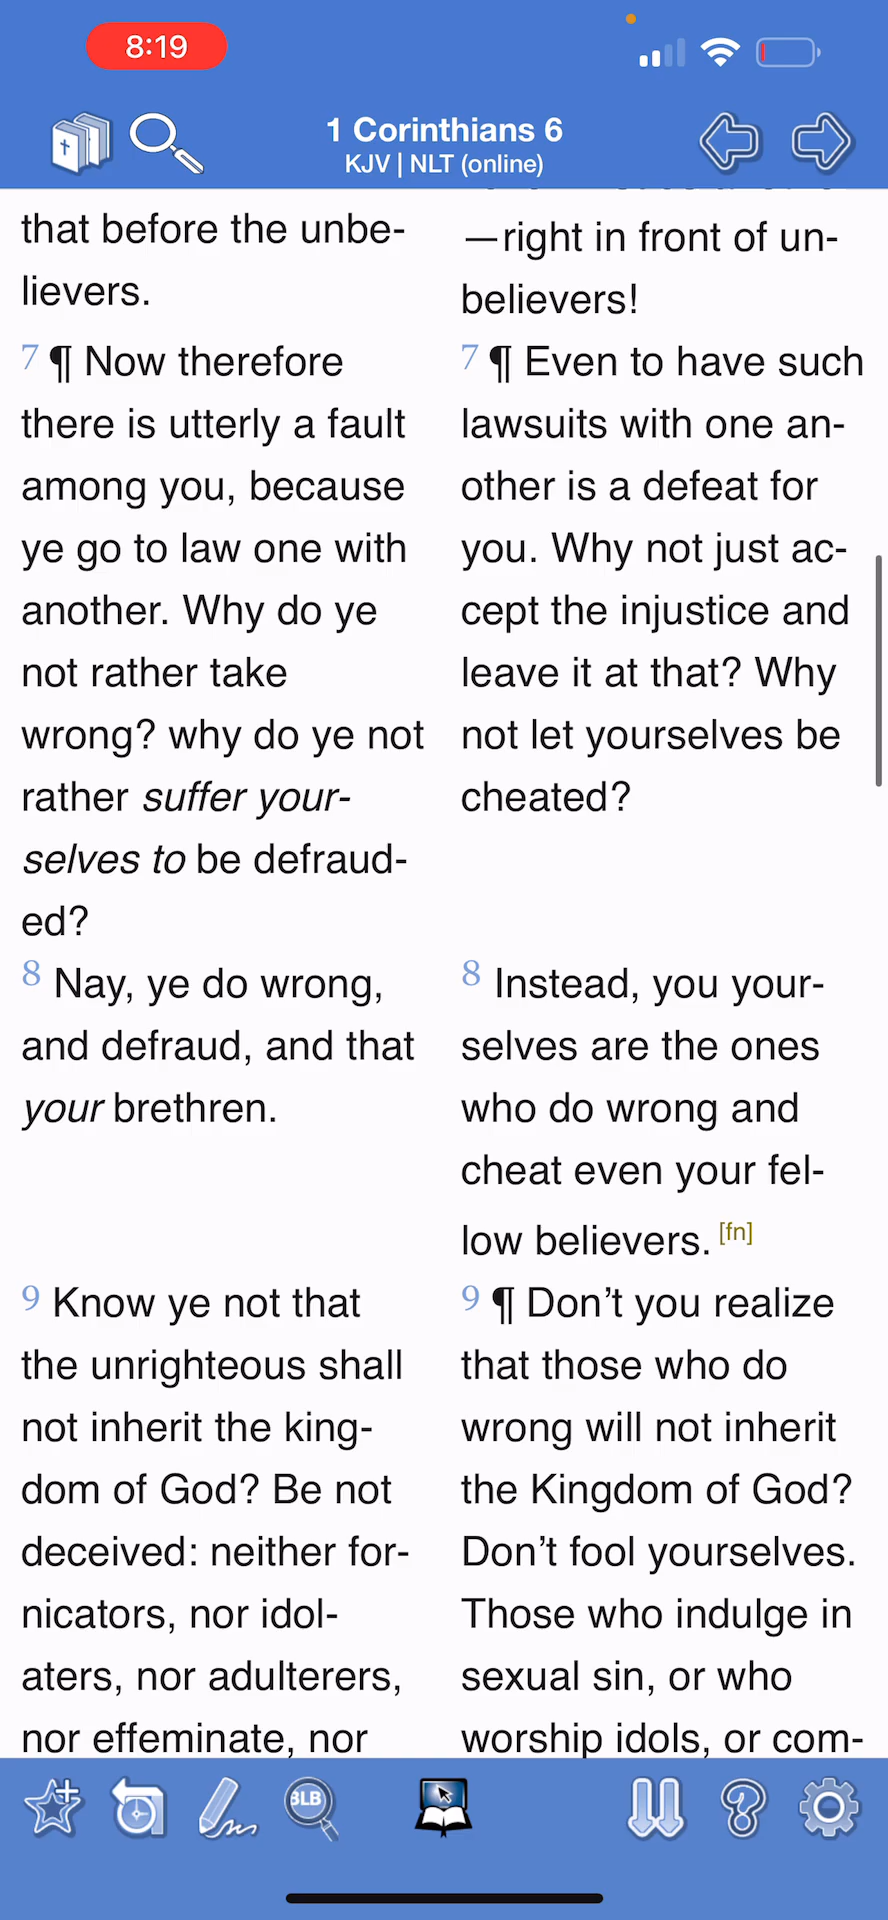 8:19
1 Corinthians 6
KJV | NLT (online)
that before the unbe-
lievers.
7 ¶ Now therefore
there is utterly a fault
among you, because
ye go to law one with
another. Why do ye
not rather take
wrong? why do ye not
rather suffer your-
selves to be defraud-
ed?
8 Nay, ye do wrong,
and defraud, and that
your brethren.
9 Know ye not that
the unrighteous shall
not inherit the king-
dom of God? Be not
deceived: neither for-
nicators, nor idol-
aters, nor adulterers,
nor effeminate, nor
—right in front of un-
believers!
7 ¶ Even to have such
lawsuits with one an-
other is a defeat for
you. Why not just ac-
cept the injustice and
leave it at that? Why
not let yourselves be
cheated?
8 Instead, you your-
selves are the ones
who do wrong and
cheat even your fel-
low believers. [fn]
9 ¶ Don’t you realize
that those who do
wrong will not inherit
the Kingdom of God?
Don’t fool yourselves.
Those who indulge in
sexual sin, or who
worship idols, or com-
BLB